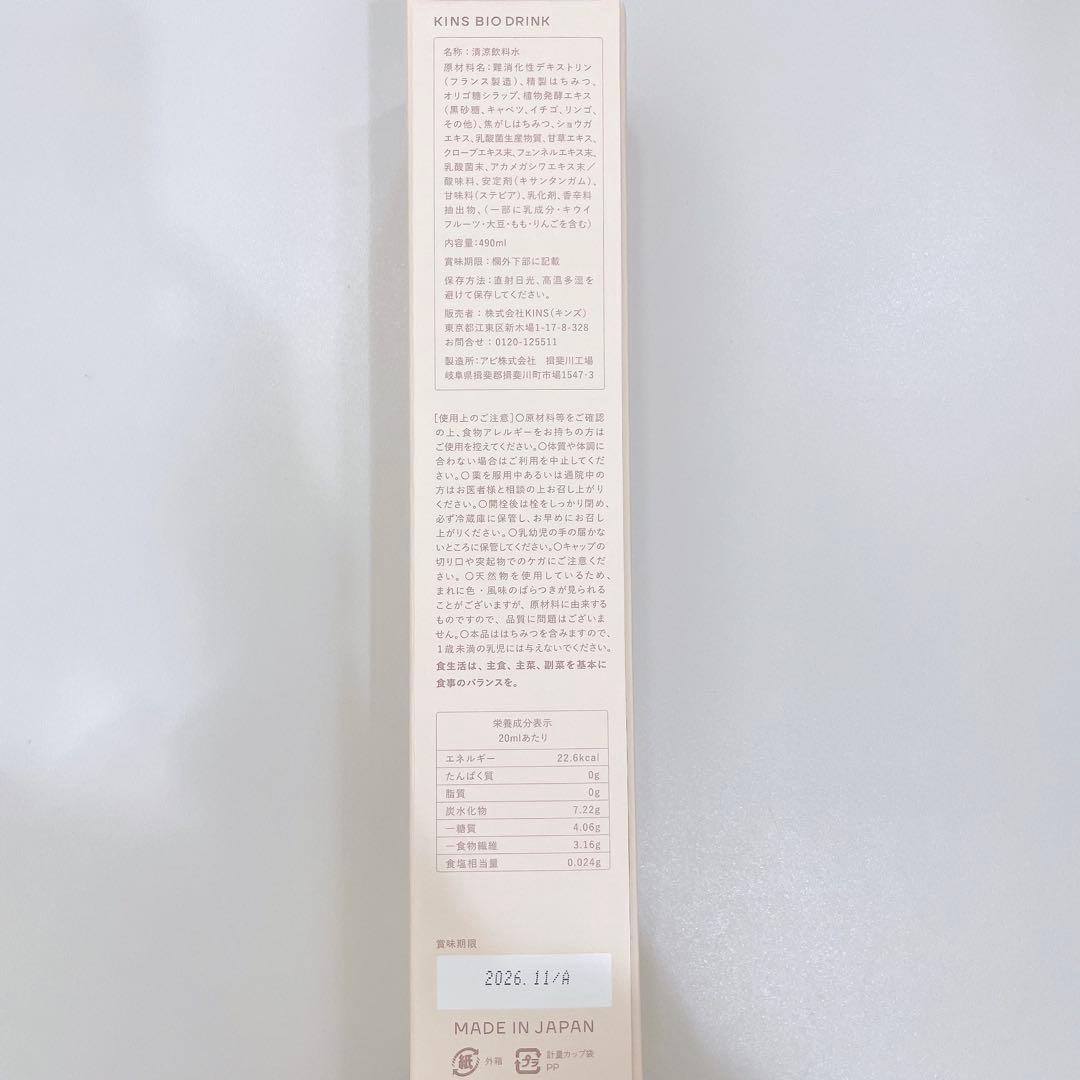 KINS BIO DRINK
名称：清涼飲料水
原材料名：難消化性デキストリン
（フランス製造）、精製はちみつ、
オリゴ糖シラップ、植物発酵エキス
（黒砂糖、キャベツ、イチゴ、リンゴ、
その他）、焦がしはちみつ、ショウガ
エキス、乳酸菌生産物質、甘草エキス、
クローブエキス末、フェンネルエキス末、
乳酸菌末、アカメガシワエキス末／
酸味料、安定剤（キサンタンガム）、
甘味料（ステビア）、乳化剤、香辛料
抽出物、（一部に乳成分・キウイ
フルーツ・大豆・もも・りんごを含む）
内容量：490ml
賞味期限：欄外下部に記載
保存方法：直射日光、高温多湿を
避けて保存してください。
販売者：株式会社KINS（キンズ）
東京都江東区新木場1-17-8-328
お問合せ：0120-125511
製造所：アピ株式会社　揖斐川工場
岐阜県揖斐郡揖斐川町市場1547-3
［使用上のご注意］〇原材料等をご確認
の上、食物アレルギーをお持ちの方は
ご使用を控えてください。〇体質や体調に
合わない場合はご利用を中止してくだ
さい。〇薬を服用中あるいは通院中の
方はお医者様と相談の上お召し上がり
ください。〇開栓後は栓をしっかり閉め、
必ず冷蔵庫に保管し、お早めにお召し
上がりください。〇乳幼児の手の届かな
いところに保管してください。〇キャップの
切り口や突起物でのケガにご注意くだ
さい。〇天然物を使用しているため、
まれに色・風味のばらつきが見られる
ことがございますが、原材料に由来する
ものですので、品質に問題はございま
せん。〇本品ははちみつを含みますので、
1歳未満の乳児には与えないでください。
食生活は、主食、主菜、副菜を基本に
食事のバランスを。
栄養成分表示
20mlあたり
エネルギー 22.6kcal
たんぱく質 0g
脂質 0g
炭水化物 7.22g
－糖質 4.06g
－食物繊維 3.16g
食塩相当量 0.024g
賞味期限
2026.11/A
MADE IN JAPAN
紙 外箱 プラ 計量カップ袋
PP